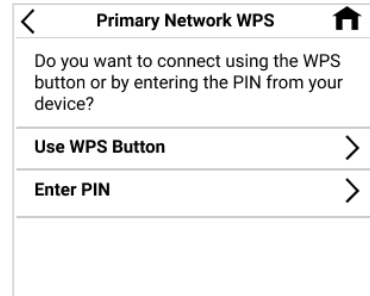 Primary Network WPS
Do you want to connect using the WPS
button or by entering the PIN from your
device?
Use WPS Button
Enter PIN